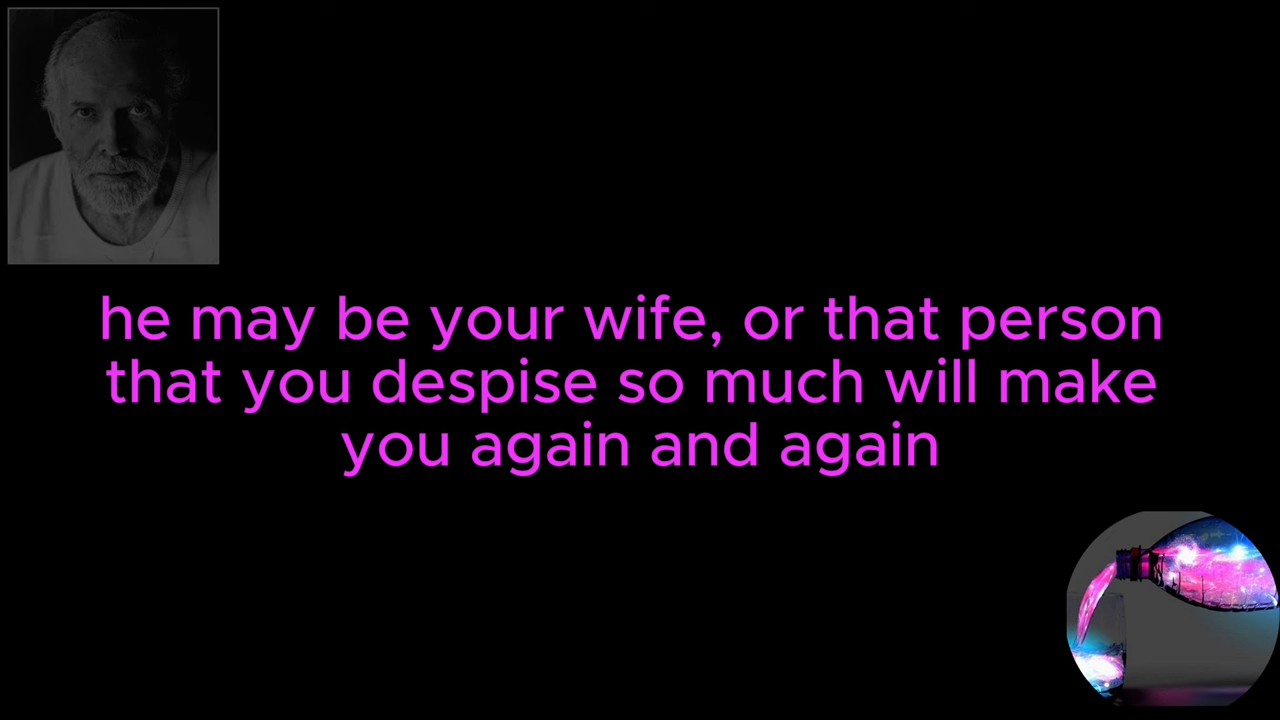 he may be your wife, or that person
that you despise so much will make
you again and again